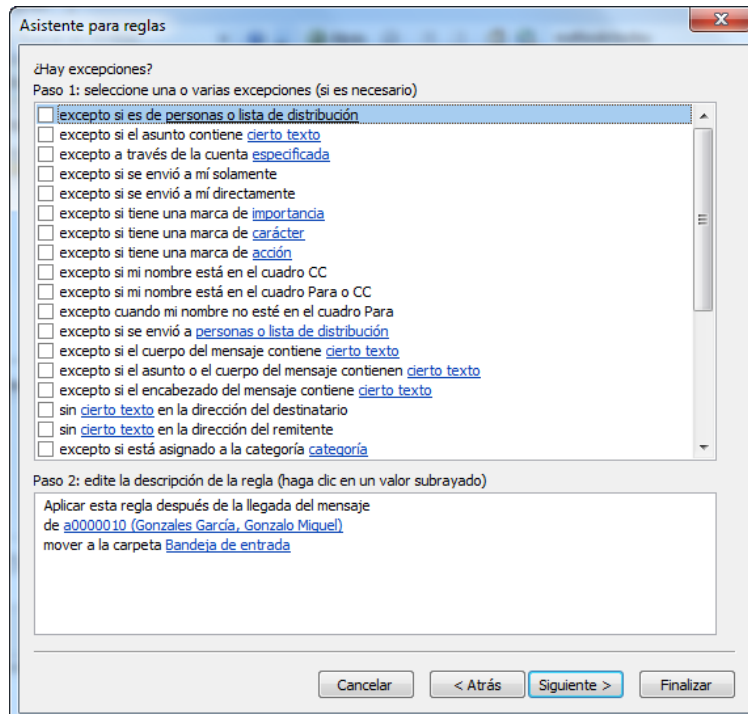 Asistente para reglas
¿Hay excepciones?
Paso 1: seleccione una o varias excepciones (si es necesario)
excepto si es de personas o lista de distribución
excepto si el asunto contiene cierto texto
excepto a través de la cuenta especificada
excepto si se envió a mí solamente
excepto si se envió a mí directamente
excepto si tiene una marca de importancia
excepto si tiene una marca de carácter
excepto si tiene una marca de acción
excepto si mi nombre está en el cuadro CC
excepto si mi nombre está en el cuadro Para o CC
excepto cuando mi nombre no esté en el cuadro Para
excepto si se envió a personas o lista de distribución
excepto si el cuerpo del mensaje contiene cierto texto
excepto si el asunto o el cuerpo del mensaje contienen cierto texto
excepto si el encabezado del mensaje contiene cierto texto
sin cierto texto en la dirección del destinatario
sin cierto texto en la dirección del remitente
excepto si está asignado a la categoría categoría
Paso 2: edite la descripción de la regla (haga clic en un valor subrayado)
Aplicar esta regla después de la llegada del mensaje
de a0000010 (Gonzales García, Gonzalo Miguel)
mover a la carpeta Bandeja de entrada
Cancelar < Atrás Siguiente > Finalizar